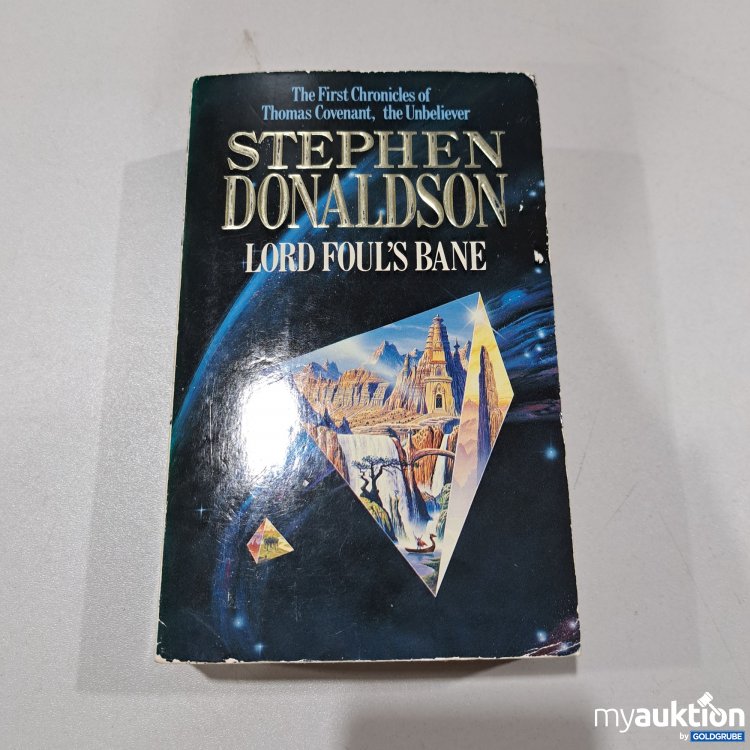 The First Chronicles of
Thomas Covenant, the Unbeliever
STEPHEN
DONALDSON
LORD FOUL'S BANE
myauktion
by GOLDGRUBE